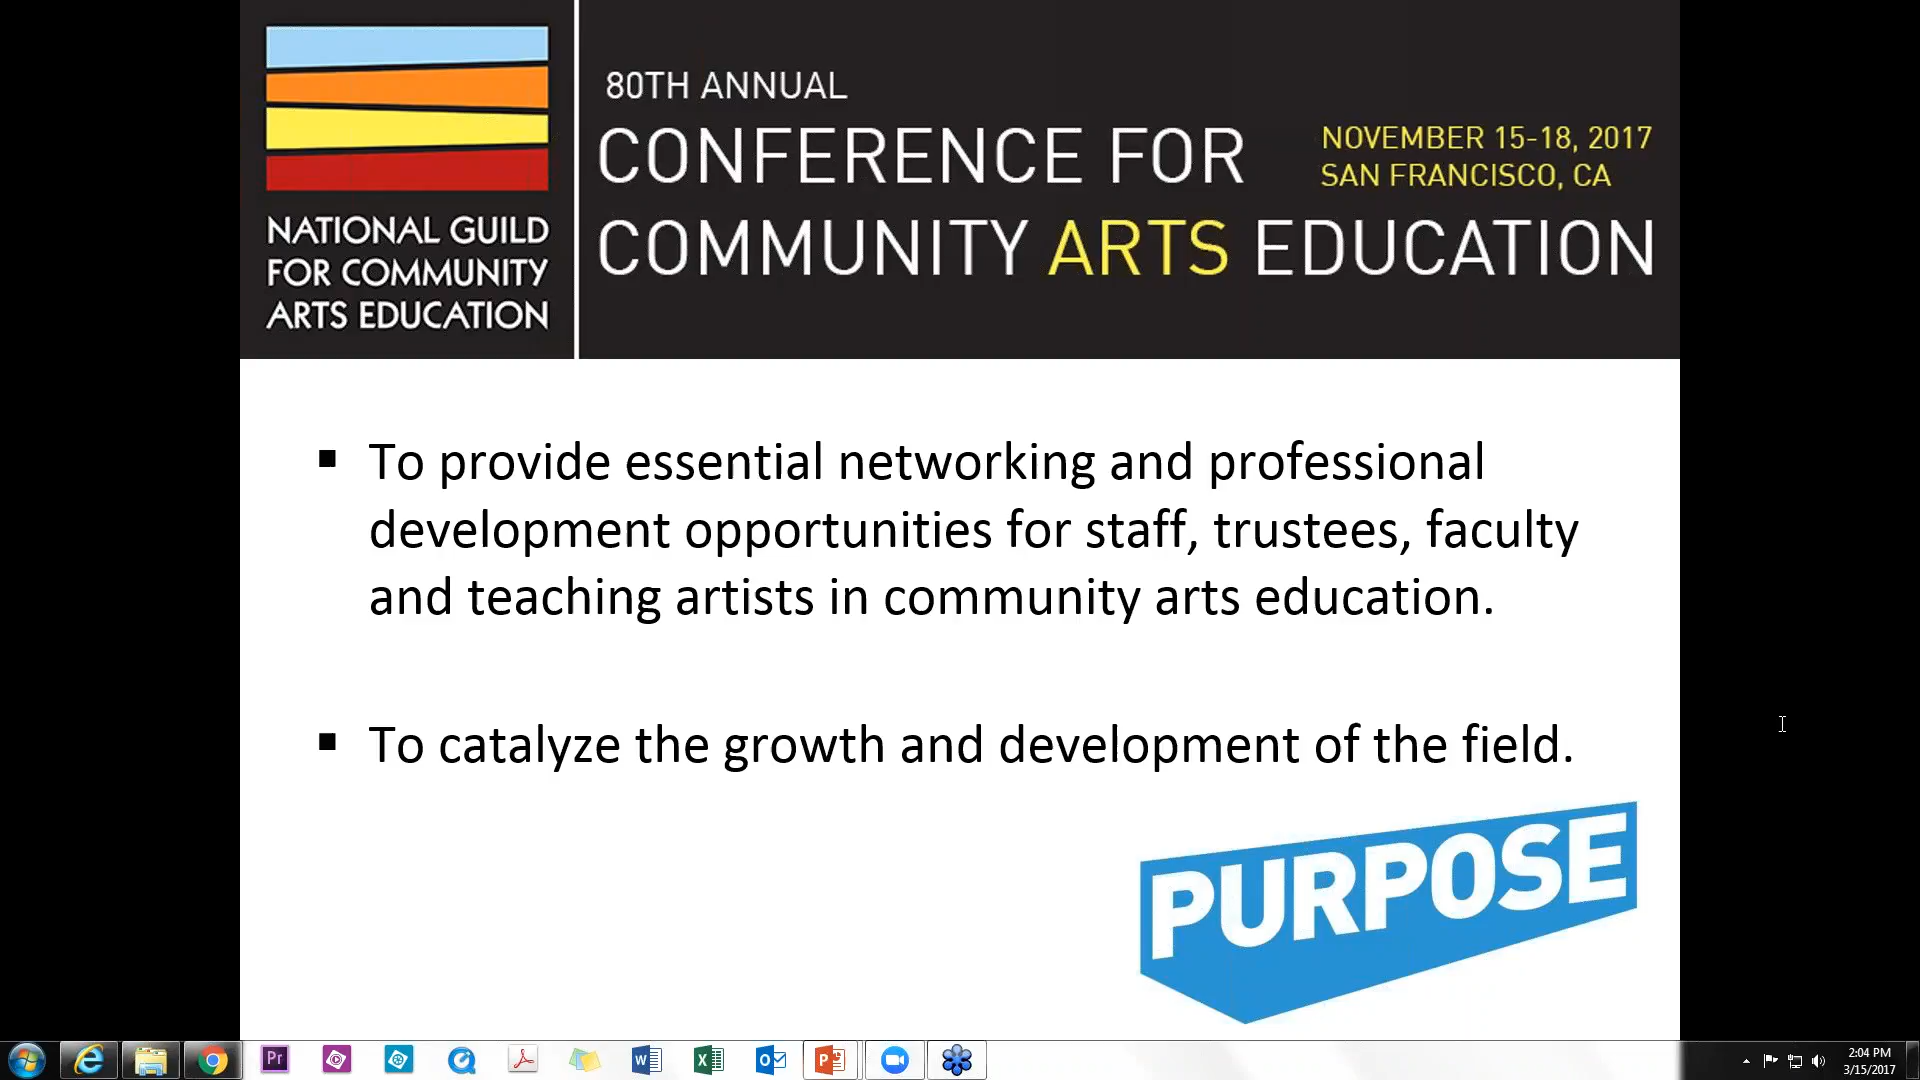 80TH ANNUAL
CONFERENCE FOR
COMMUNITY ARTS EDUCATION
NOVEMBER 15-18, 2017
SAN FRANCISCO, CA
NATIONAL GUILD
FOR COMMUNITY
ARTS EDUCATION
▪ To provide essential networking and professional
development opportunities for staff, trustees, faculty
and teaching artists in community arts education.
▪ To catalyze the growth and development of the field.
PURPOSE
Pr
2:04 PM
3/15/2017